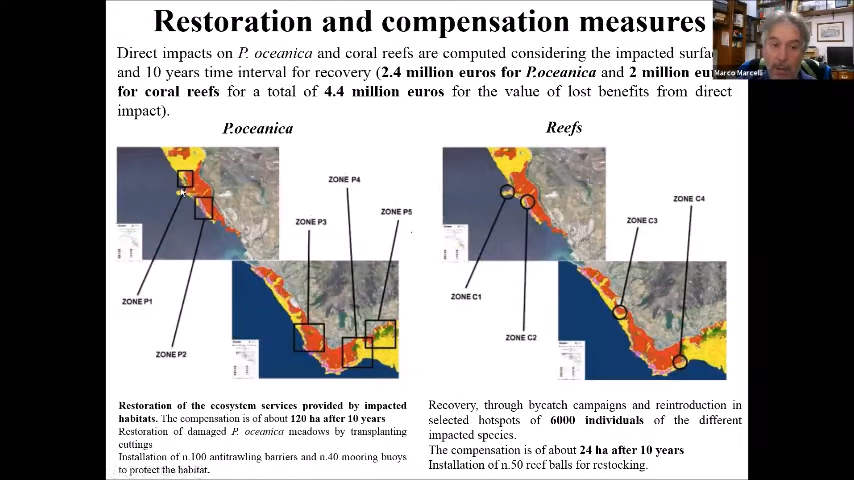 Restoration and compensation measures
Direct impacts on P. oceanica and coral reefs are computed considering the impacted
and 10 years time interval for recovery (2.4 million euros for P.oceanica and 2 million
for coral reefs for a total of 4.4 million euros for the value of lost benefits from direct
impact).
Marco Marcelli
P.oceanica
Reefs
ZONE P4
ZONE P5
ZONE P3
ZONE P1
ZONE P2
ZONE C4
ZONE C3
ZONE C1
ZONE C2
Restoration of the ecosystem services provided by impacted
habitats. The compensation is of about 120 ha after 10 years
Restoration of damaged P. oceanica meadows by transplanting
cuttings
Installation of n.100 antitrawling barriers and n.40 mooring buoys
to protect the habitat.
Recovery, through bycatch campaigns and reintroduction in
selected hotspots of 6000 individuals of the different
impacted species.
The compensation is of about 24 ha after 10 years
Installation of n.50 reef balls for restocking.